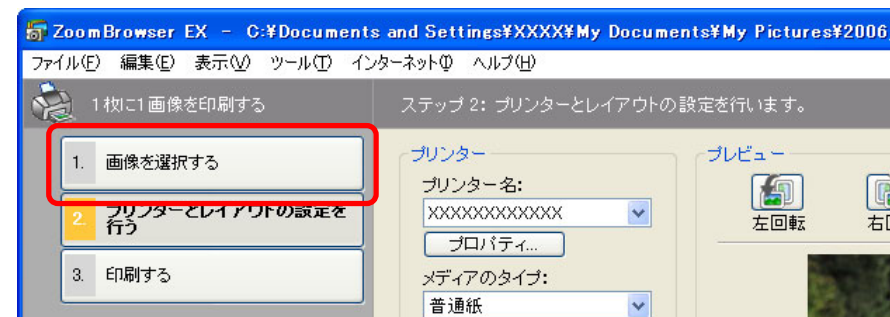 ZoomBrowser EX - C:¥Documents and Settings¥XXXX¥My Documents¥My Pictures¥2006
ファイル(F) 編集(E) 表示(V) ツール(T) インターネット(I) ヘルプ(H)
1枚に1画像を印刷する
ステップ 2: プリンターとレイアウトの設定を行います。
1. 画像を選択する
2. プリンターとレイアウトの設定を
行う
3. 印刷する
プリンター
プリンター名:
XXXXXXXXXXXX
プロパティ...
メディアのタイプ:
普通紙
プレビュー
左回転
右回